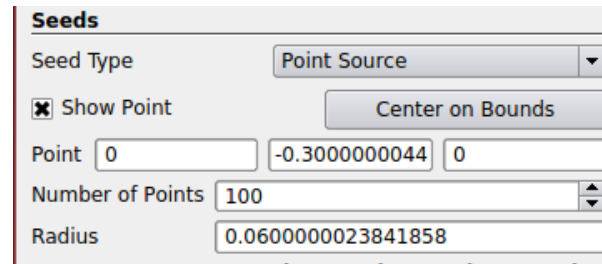 Seeds
Seed Type Point Source
Show Point Center on Bounds
Point 0 -0.3000000044 0
Number of Points 100
Radius 0.0600000023841858